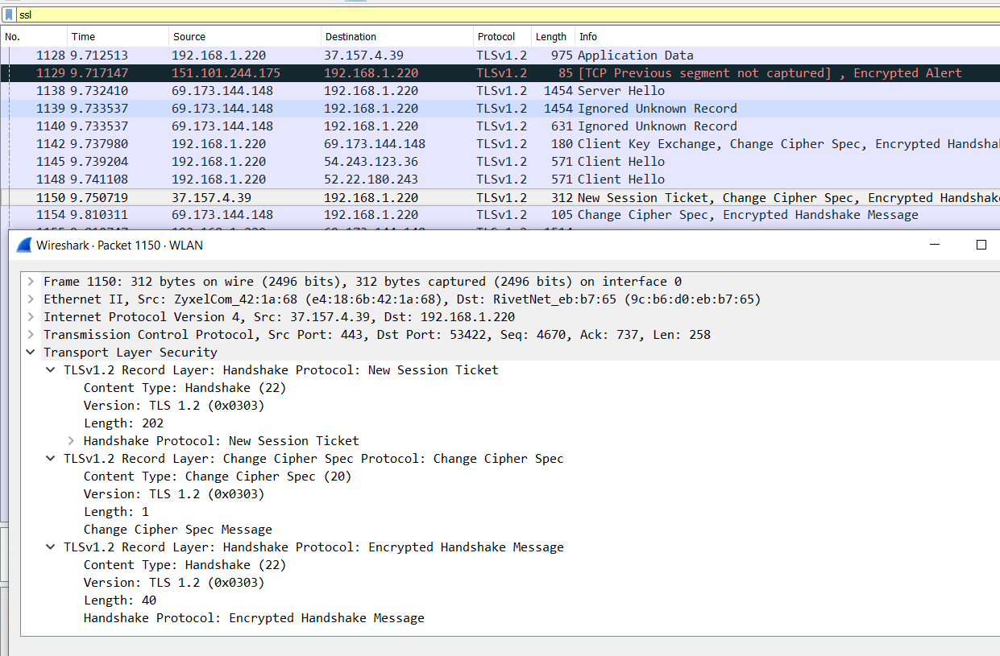 ssl
No. Time Source Destination Protocol Length Info
1128 9.712513 192.168.1.220 37.157.4.39 TLSv1.2 975 Application Data
1129 9.717147 151.101.244.175 192.168.1.220 TLSv1.2 85 [TCP Previous segment not captured] , Encrypted Alert
1138 9.732410 69.173.144.148 192.168.1.220 TLSv1.2 1454 Server Hello
1139 9.733537 69.173.144.148 192.168.1.220 TLSv1.2 1454 Ignored Unknown Record
1140 9.733537 69.173.144.148 192.168.1.220 TLSv1.2 631 Ignored Unknown Record
1142 9.737980 192.168.1.220 69.173.144.148 TLSv1.2 180 Client Key Exchange, Change Cipher Spec, Encrypted Handsha
1145 9.739204 192.168.1.220 54.243.123.36 TLSv1.2 571 Client Hello
1148 9.741108 192.168.1.220 52.22.180.243 TLSv1.2 571 Client Hello
1150 9.750719 37.157.4.39 192.168.1.220 TLSv1.2 312 New Session Ticket, Change Cipher Spec, Encrypted Handshake
1154 9.810311 69.173.144.148 192.168.1.220 TLSv1.2 105 Change Cipher Spec, Encrypted Handshake Message
Wireshark · Packet 1150 · WLAN
Frame 1150: 312 bytes on wire (2496 bits), 312 bytes captured (2496 bits) on interface 0
Ethernet II, Src: ZyxelCom_42:1a:68 (e4:18:6b:42:1a:68), Dst: RivetNet_eb:b7:65 (9c:b6:d0:eb:b7:65)
Internet Protocol Version 4, Src: 37.157.4.39, Dst: 192.168.1.220
Transmission Control Protocol, Src Port: 443, Dst Port: 53422, Seq: 4670, Ack: 737, Len: 258
Transport Layer Security
TLSv1.2 Record Layer: Handshake Protocol: New Session Ticket
Content Type: Handshake (22)
Version: TLS 1.2 (0x0303)
Length: 202
Handshake Protocol: New Session Ticket
TLSv1.2 Record Layer: Change Cipher Spec Protocol: Change Cipher Spec
Content Type: Change Cipher Spec (20)
Version: TLS 1.2 (0x0303)
Length: 1
Change Cipher Spec Message
TLSv1.2 Record Layer: Handshake Protocol: Encrypted Handshake Message
Content Type: Handshake (22)
Version: TLS 1.2 (0x0303)
Length: 40
Handshake Protocol: Encrypted Handshake Message